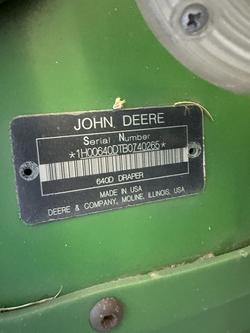 JOHN DEERE
Serial Number
*1H00640DTB0740265*
640D DRAPER
MADE IN USA
DEERE & COMPANY, MOLINE, ILLINOIS, USA